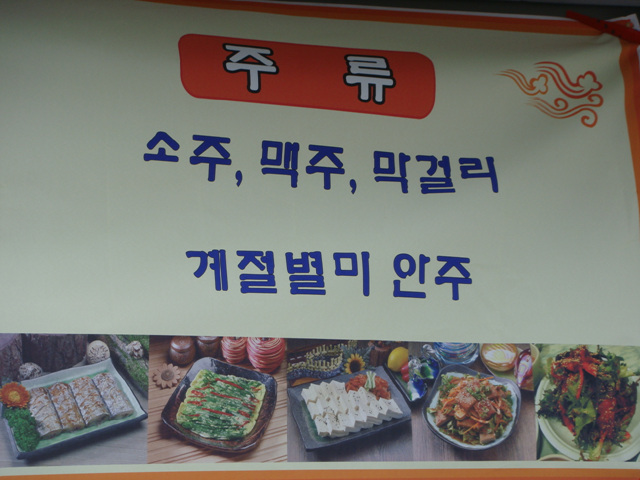 주 류
소주, 맥주, 막걸리
계절별미 안주